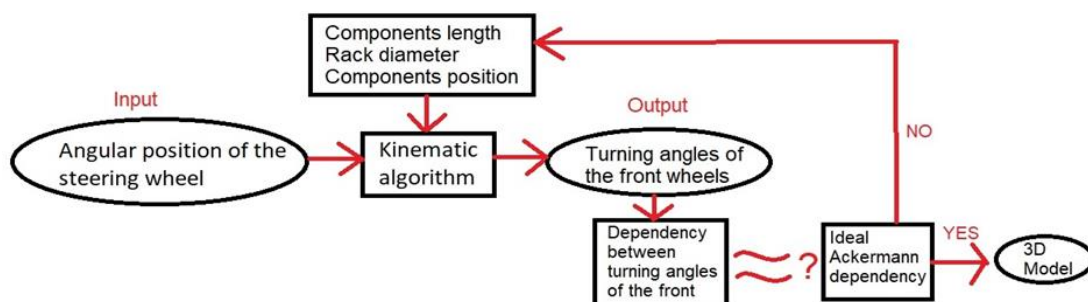 Components length
Rack diameter
Components position
Input
Output
NO
Angular position of the
steering wheel
Kinematic
algorithm
Turning angles of
the front wheels
Dependency
between
turning angles
of the front
?
Ideal
Ackermann
dependency
YES
3D
Model